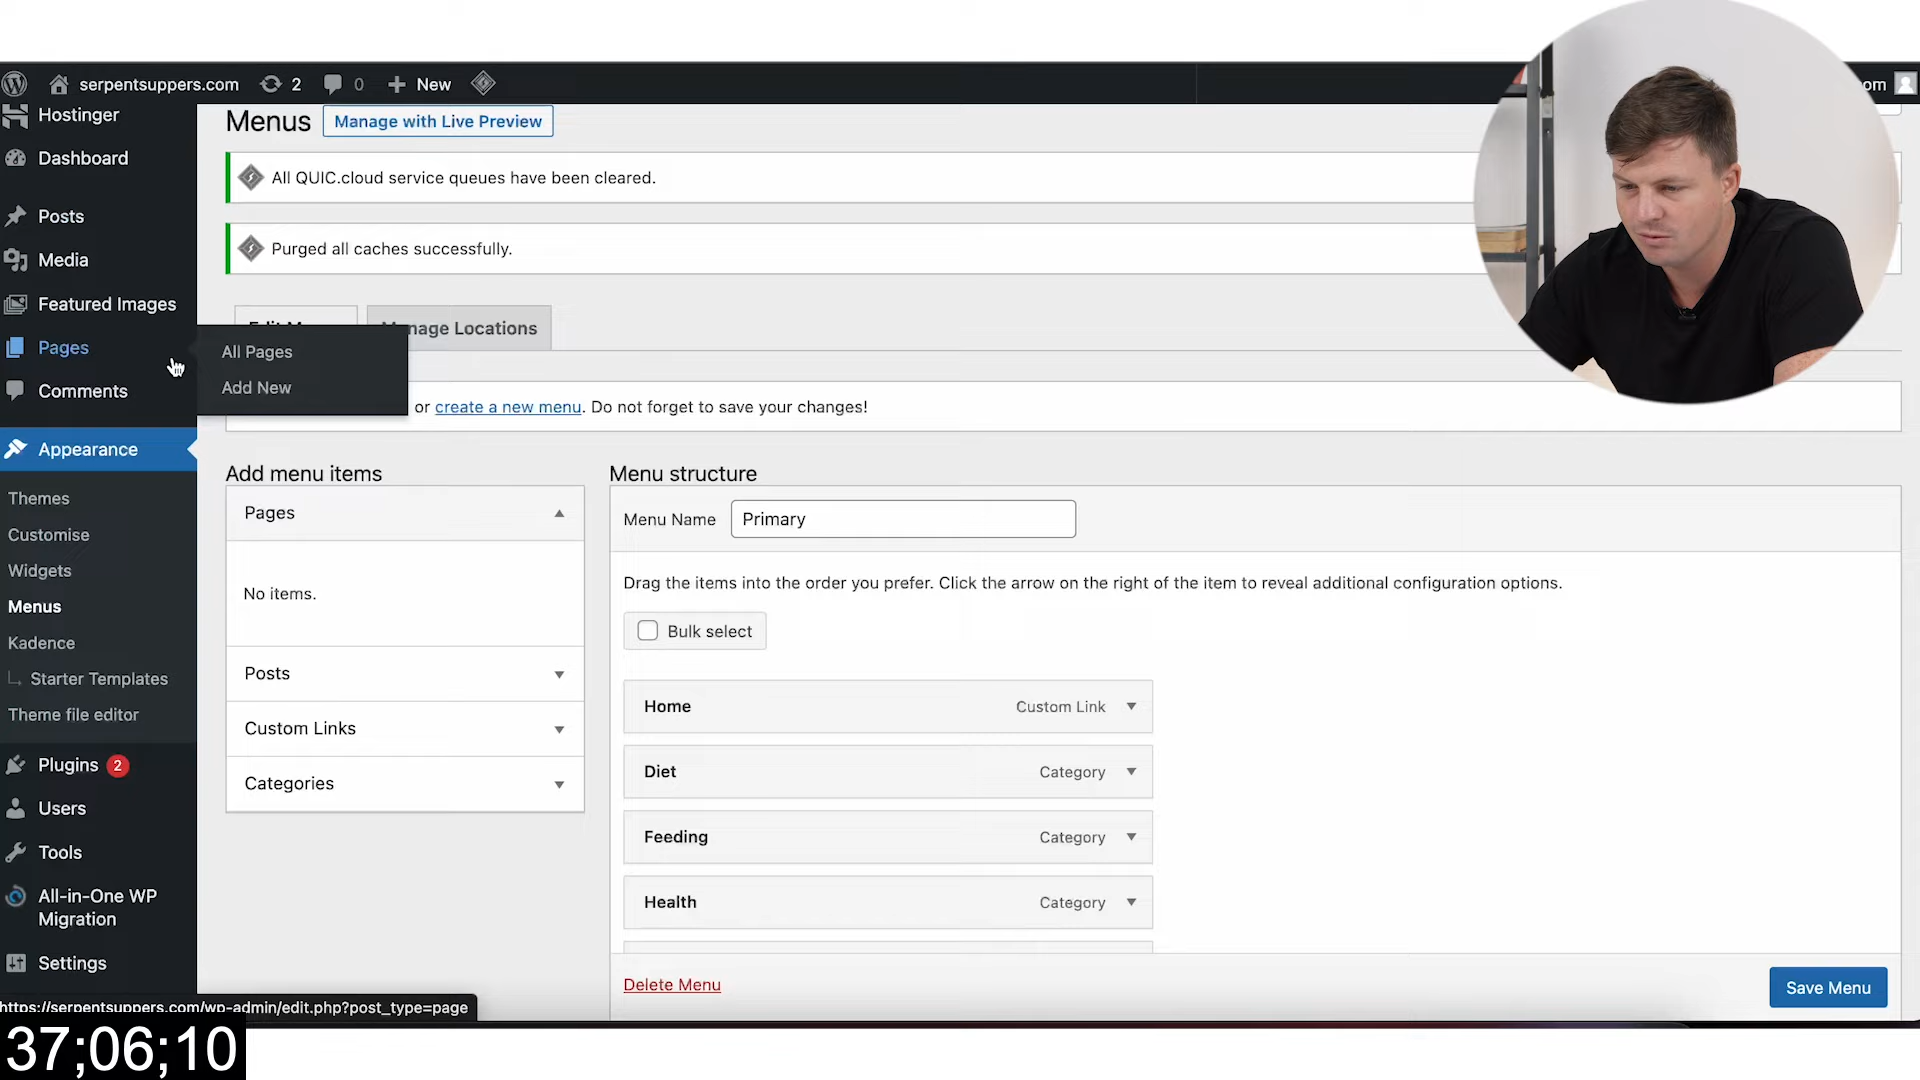 serpentsuppers.com
2
0
New
om
Hostinger
Dashboard
Posts
Media
Featured Images
Pages
All Pages
Add New
Comments
Appearance
Themes
Customise
Widgets
Menus
Kadence
Starter Templates
Theme file editor
Plugins 2
Users
Tools
All-in-One WP
Migration
Settings
https://serpentsuppers.com/wp-admin/edit.php?post_type=page
37;06;10
Menus
Manage with Live Preview
All QUIC.cloud service queues have been cleared.
Purged all caches successfully.
nage Locations
or create a new menu. Do not forget to save your changes!
Add menu items
Pages
No items.
Posts
Custom Links
Categories
Menu structure
Menu Name Primary
Drag the items into the order you prefer. Click the arrow on the right of the item to reveal additional configuration options.
Bulk select
Home Custom Link
Diet Category
Feeding Category
Health Category
Delete Menu
Save Menu